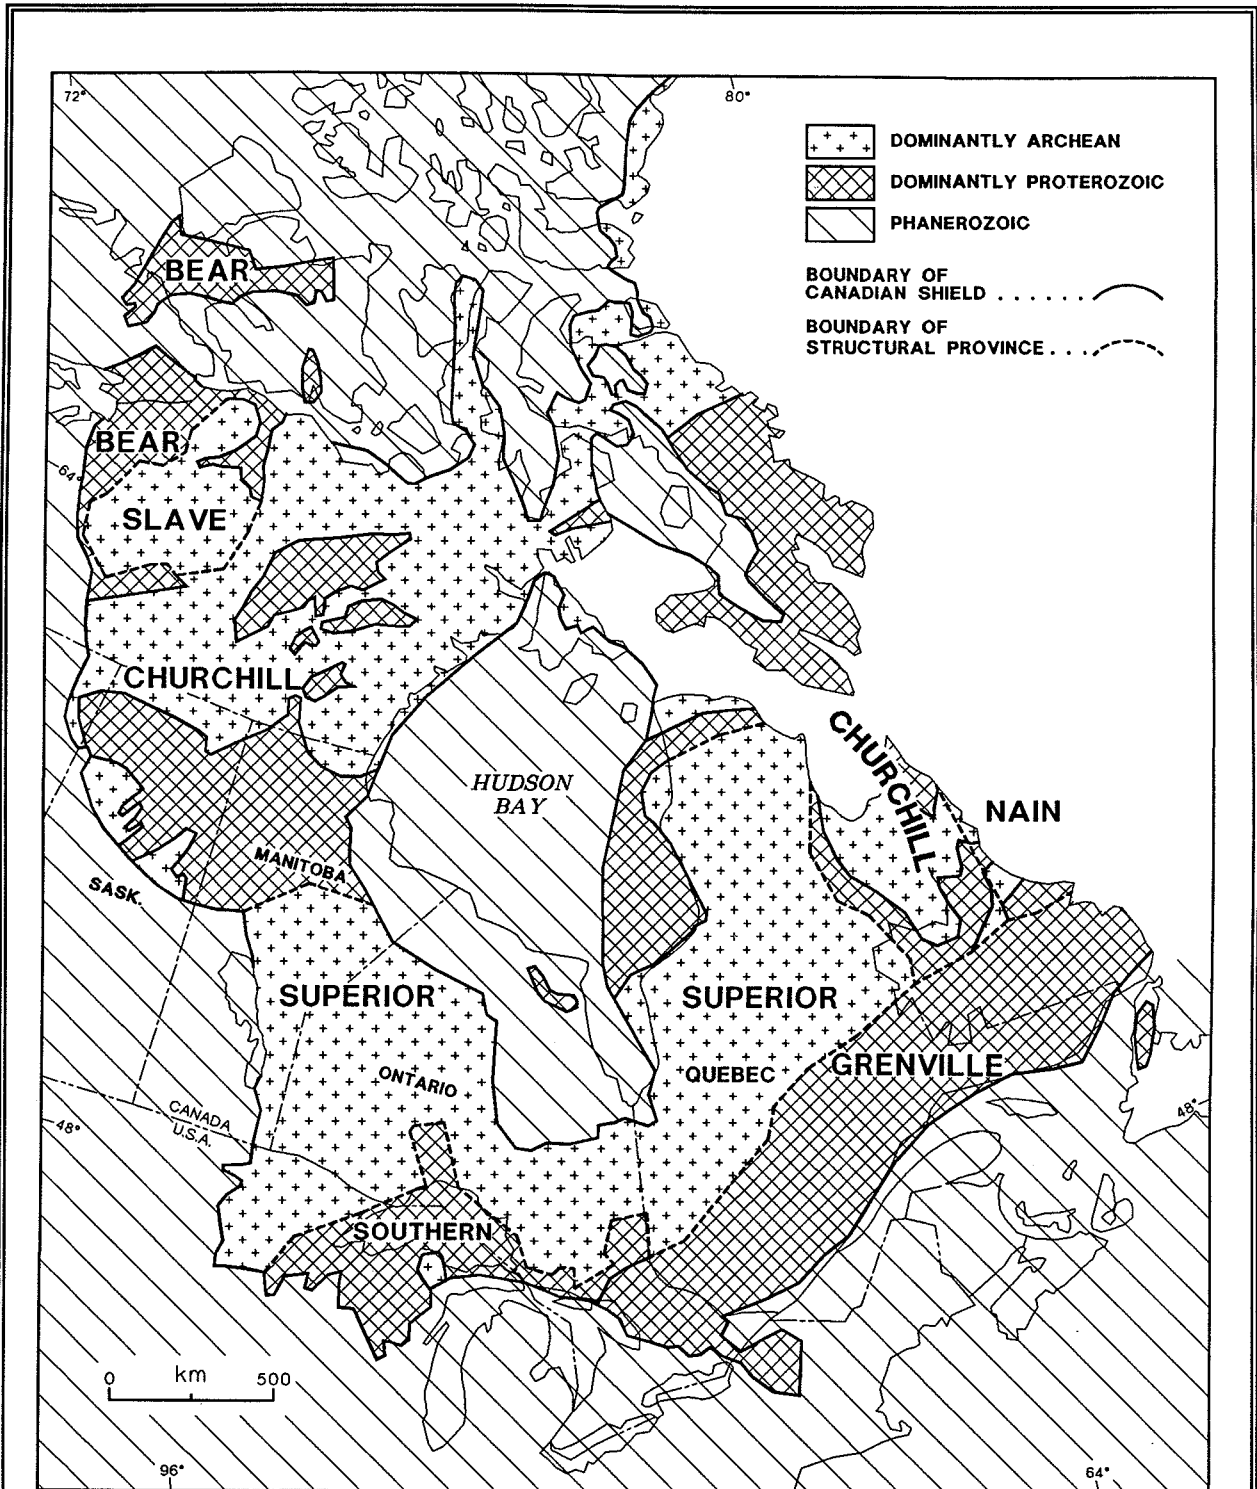 72°
80°
DOMINANTLY ARCHEAN
DOMINANTLY PROTEROZOIC
PHANEROZOIC
BOUNDARY OF
CANADIAN SHIELD ......
BOUNDARY OF
STRUCTURAL PROVINCE...
BEAR
BEAR
64°
SLAVE
CHURCHILL
CHURCHILL
HUDSON
BAY
NAIN
MANITOBA
SASK.
SUPERIOR
SUPERIOR
ONTARIO
QUEBEC
GRENVILLE
CANADA
U.S.A.
48°
48°
SOUTHERN
0 km 500
96°
64°